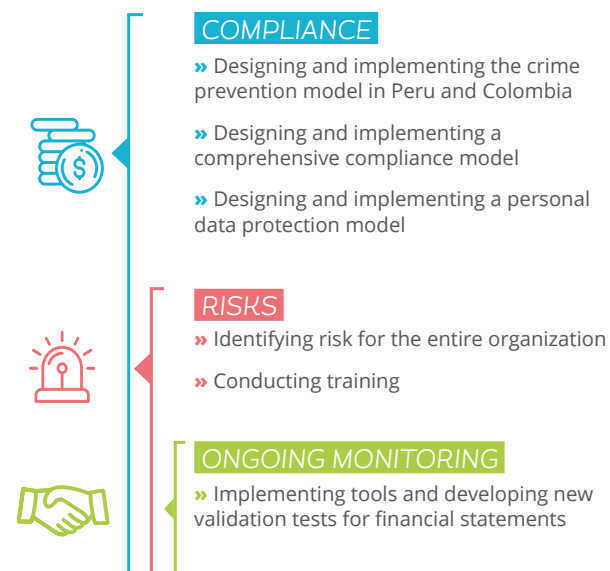 COMPLIANCE
» Designing and implementing the crime
prevention model in Peru and Colombia
» Designing and implementing a
comprehensive compliance model
» Designing and implementing a personal
data protection model
$
RISKS
» Identifying risk for the entire organization
» Conducting training
ONGOING MONITORING
» Implementing tools and developing new
validation tests for financial statements